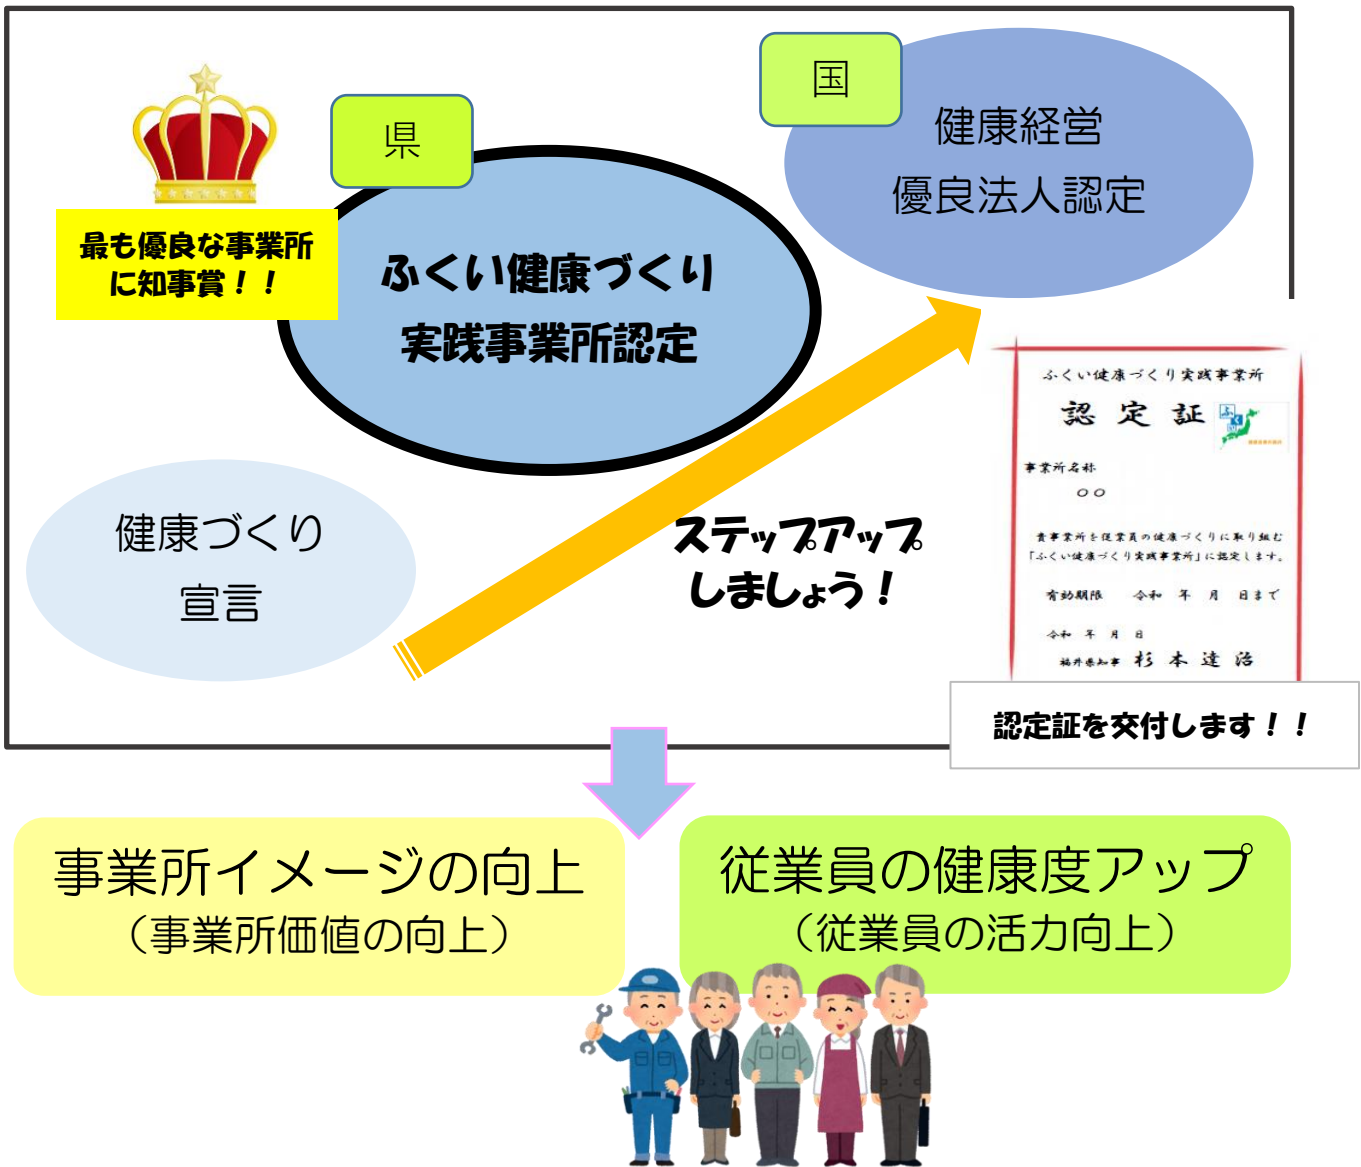 国
健康経営
優良法人認定
県
最も優良な事業所
に知事賞！！
ふくい健康づくり
実践事業所認定
健康づくり
宣言
ステップアップ
しましょう！
ふくい健康づくり実践事業所
認定証
ふくい
事業所名称
○○
貴事業所を従業員の健康づくりに取り組む
「ふくい健康づくり実践事業所」に認定します。
有効期限 令和 年 月 日まで
令和 年 月 日
福井県知事 杉本達治
認定証を交付します！！
事業所イメージの向上
（事業所価値の向上）
従業員の健康度アップ
（従業員の活力向上）